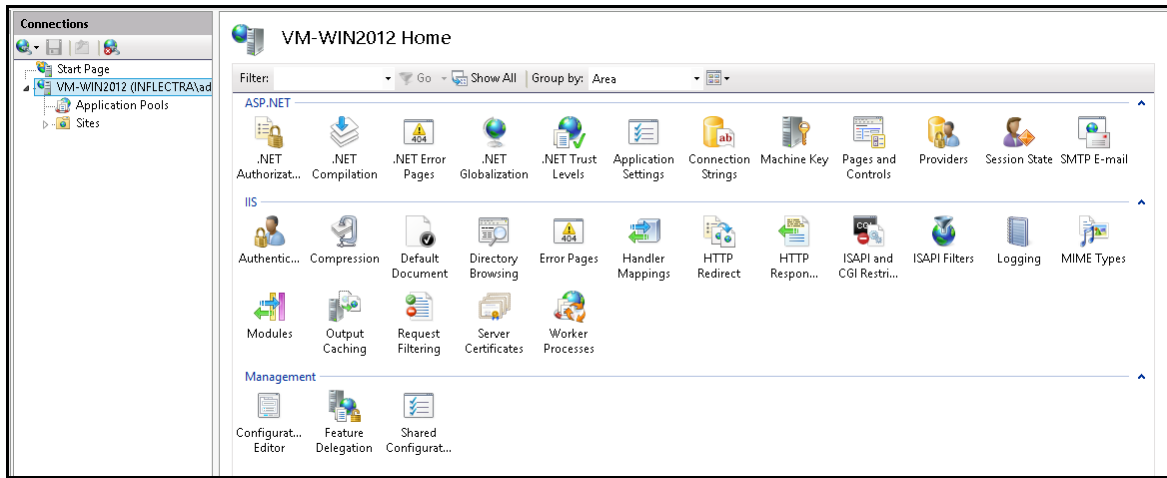 Connections
Start Page
VM-WIN2012 (INFLECTRA\ad
Application Pools
Sites
VM-WIN2012 Home
Filter: Go Show All Group by: Area
ASP.NET
.NET Authorizat... .NET Compilation .NET Error Pages .NET Globalization .NET Trust Levels Application Settings Connection Strings Machine Key Pages and Controls Providers Session State SMTP E-mail
IIS
Authentic... Compression Default Document Directory Browsing Error Pages Handler Mappings HTTP Redirect HTTP Respon... ISAPI and CGI Restri... ISAPI Filters Logging MIME Types
Modules Output Caching Request Filtering Server Certificates Worker Processes
Management
Configurat... Editor Feature Delegation Shared Configurat...